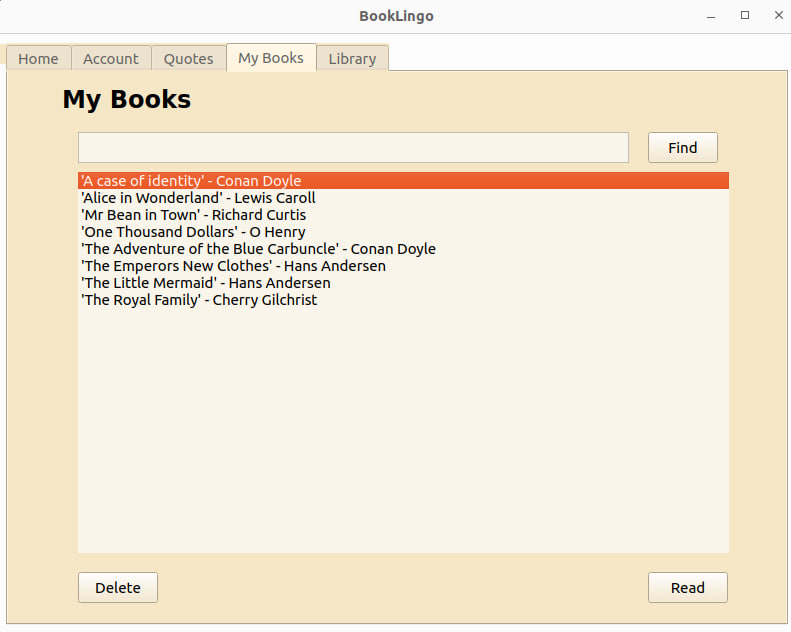 BookLingo
Home Account Quotes My Books Library
My Books
Find
'A case of identity' - Conan Doyle
'Alice in Wonderland' - Lewis Caroll
'Mr Bean in Town' - Richard Curtis
'One Thousand Dollars' - O Henry
'The Adventure of the Blue Carbuncle' - Conan Doyle
'The Emperors New Clothes' - Hans Andersen
'The Little Mermaid' - Hans Andersen
'The Royal Family' - Cherry Gilchrist
Delete Read